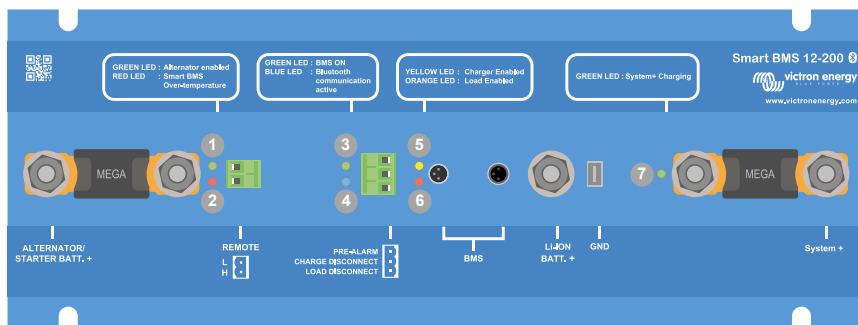 GREEN LED : Alternator enabled
RED LED : Smart BMS
Over-temperature
GREEN LED : BMS ON
BLUE LED : Bluetooth
communication
active
YELLOW LED : Charger Enabled
ORANGE LED : Load Enabled
GREEN LED : System+ Charging
Smart BMS 12-200
victron energy
BLUE POWER
www.victronenergy.com
1
2
3
4
5
6
7
MEGA
MEGA
ALTERNATOR/
STARTER BATT. +
REMOTE
L
H
PRE-ALARM
CHARGE DISCONNECT
LOAD DISCONNECT
BMS
LI-ION
BATT. +
GND
System +